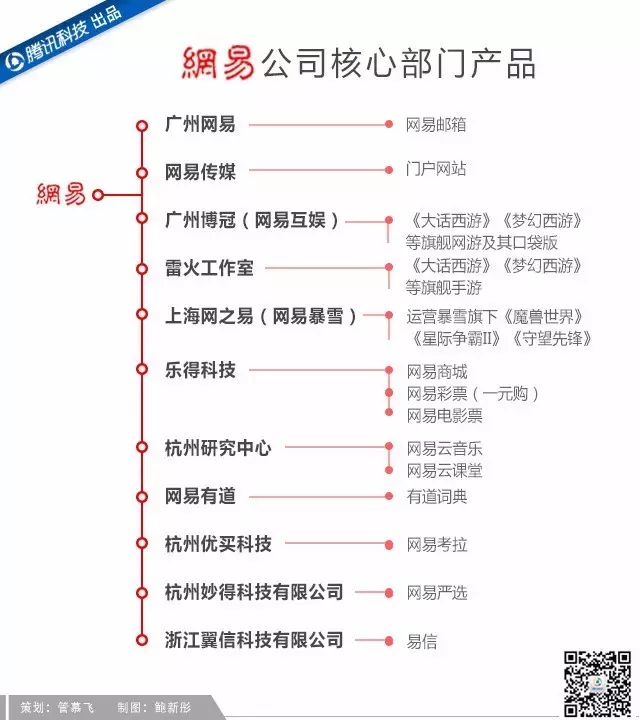 腾讯科技 出品
網易公司核心部门产品
網易
广州网易
网易邮箱
网易传媒
门户网站
广州博冠（网易互娱）
《大话西游》《梦幻西游》
等旗舰网游及其口袋版
雷火工作室
《大话西游》《梦幻西游》
等旗舰手游
上海网之易（网易暴雪）
运营暴雪旗下《魔兽世界》
《星际争霸II》《守望先锋》
乐得科技
网易商城
网易彩票（一元购）
网易电影票
杭州研究中心
网易云音乐
网易云课堂
网易有道
有道词典
杭州优买科技
网易考拉
杭州妙得科技有限公司
网易严选
浙江翼信科技有限公司
易信
策划：管慕飞 制图：鲍新彤